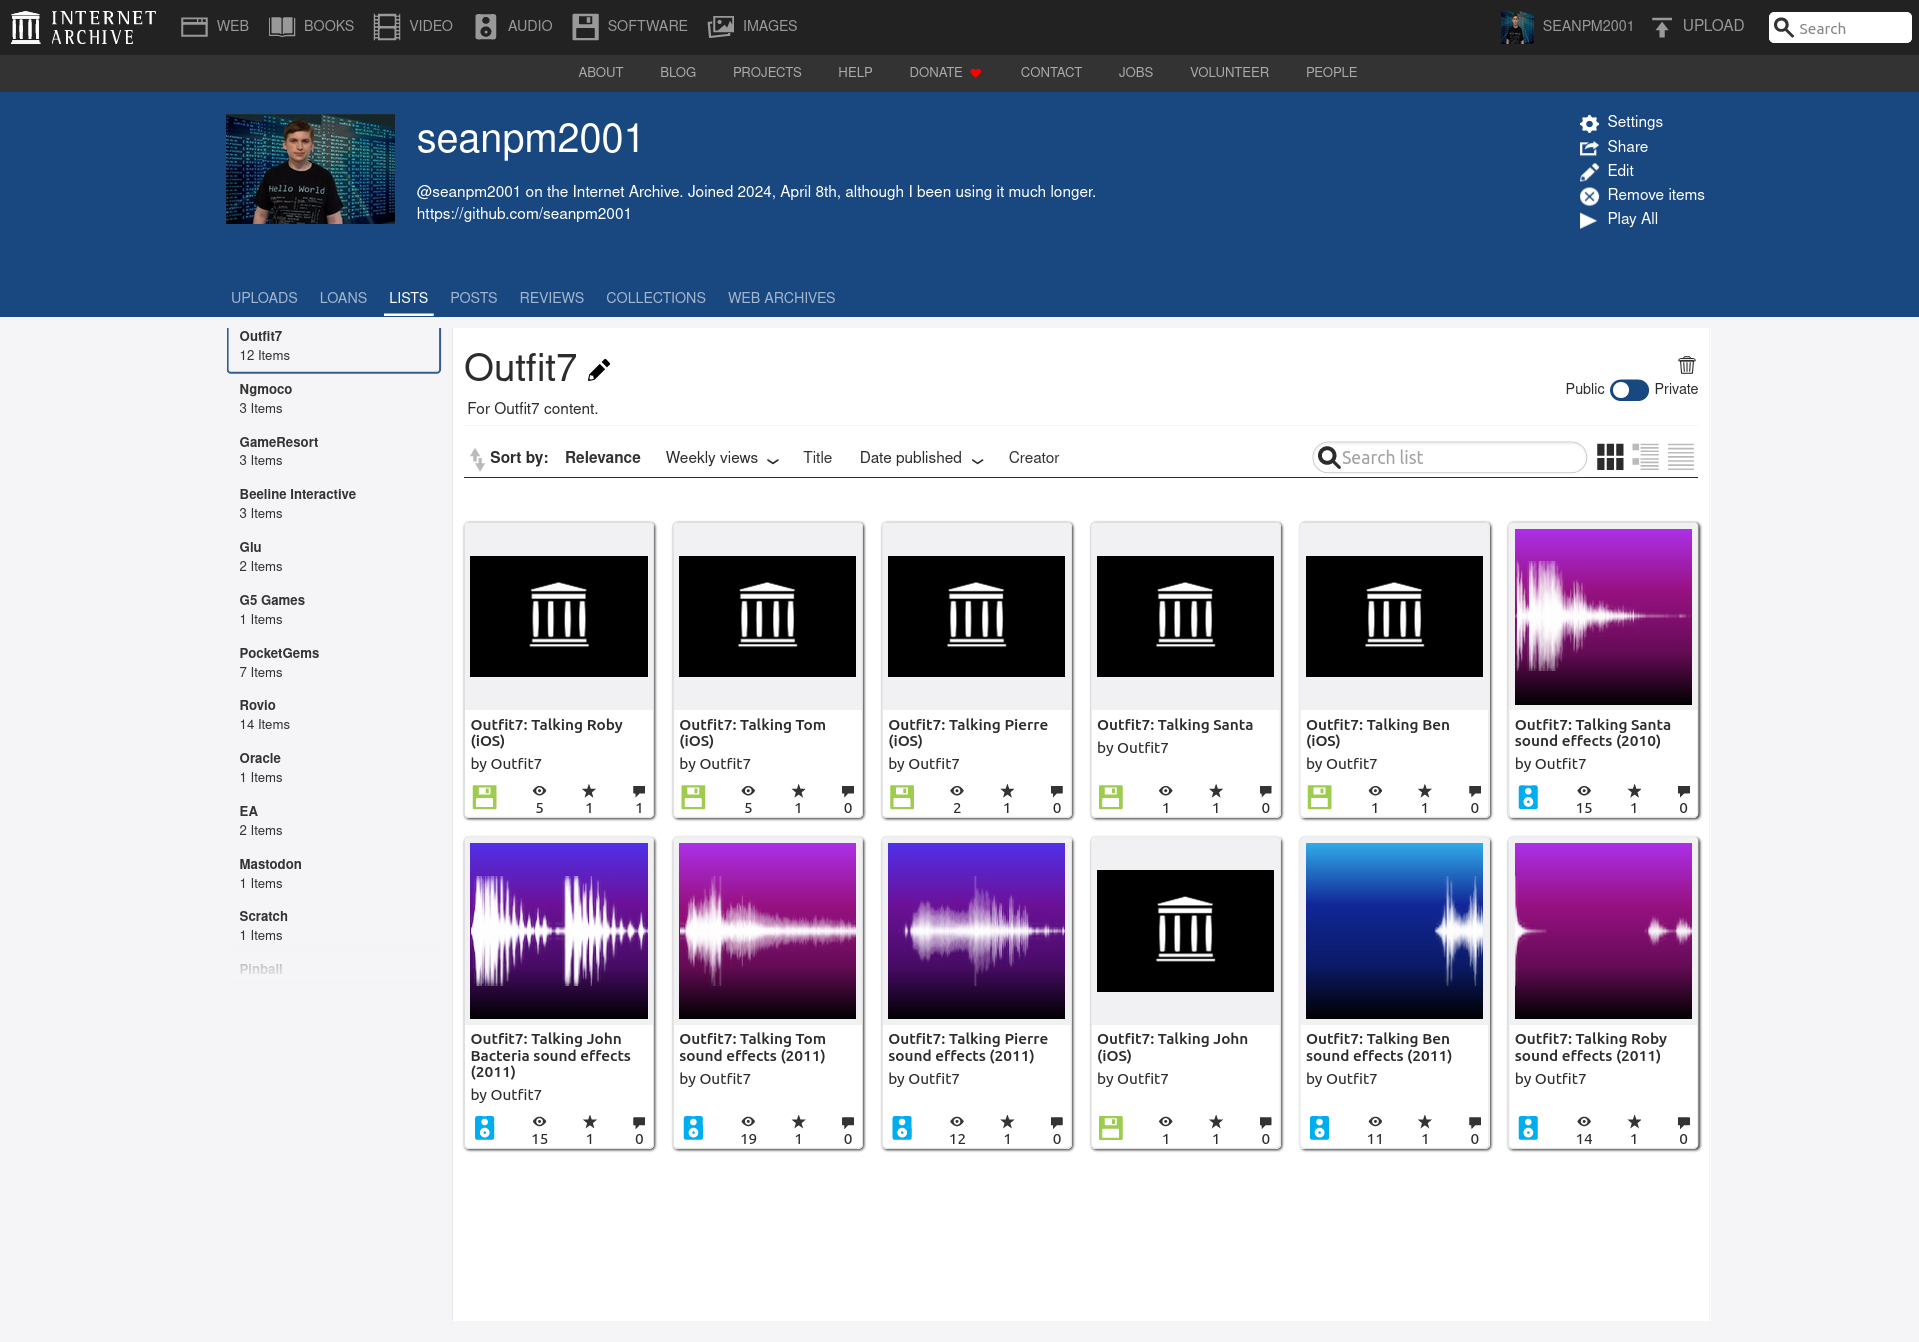 INTERNET ARCHIVE
WEB BOOKS VIDEO AUDIO SOFTWARE IMAGES SEANPM2001 UPLOAD Search
ABOUT BLOG PROJECTS HELP DONATE CONTACT JOBS VOLUNTEER PEOPLE
Hello World
seanpm2001
@seanpm2001 on the Internet Archive. Joined 2024, April 8th, although I been using it much longer.
https://github.com/seanpm2001
Settings
Share
Edit
Remove items
Play All
UPLOADS LOANS LISTS POSTS REVIEWS COLLECTIONS WEB ARCHIVES
Outfit7
12 Items
Ngmoco
3 Items
GameResort
3 Items
Beeline Interactive
3 Items
Glu
2 Items
G5 Games
1 Items
PocketGems
7 Items
Rovio
14 Items
Oracle
1 Items
EA
2 Items
Mastodon
1 Items
Scratch
1 Items
Pinball
Outfit7
For Outfit7 content.
Public Private
Sort by: Relevance Weekly views Title Date published Creator Search list
Outfit7: Talking Roby
(iOS)
by Outfit7
5 1 1
Outfit7: Talking Tom
(iOS)
by Outfit7
5 1 0
Outfit7: Talking Pierre
(iOS)
by Outfit7
2 1 0
Outfit7: Talking Santa
by Outfit7
1 1 0
Outfit7: Talking Ben
(iOS)
by Outfit7
1 1 0
Outfit7: Talking Santa
sound effects (2010)
by Outfit7
15 1 0
Outfit7: Talking John
Bacteria sound effects
(2011)
by Outfit7
15 1 0
Outfit7: Talking Tom
sound effects (2011)
by Outfit7
19 1 0
Outfit7: Talking Pierre
sound effects (2011)
by Outfit7
12 1 0
Outfit7: Talking John
(iOS)
by Outfit7
1 1 0
Outfit7: Talking Ben
sound effects (2011)
by Outfit7
11 1 0
Outfit7: Talking Roby
sound effects (2011)
by Outfit7
14 1 0